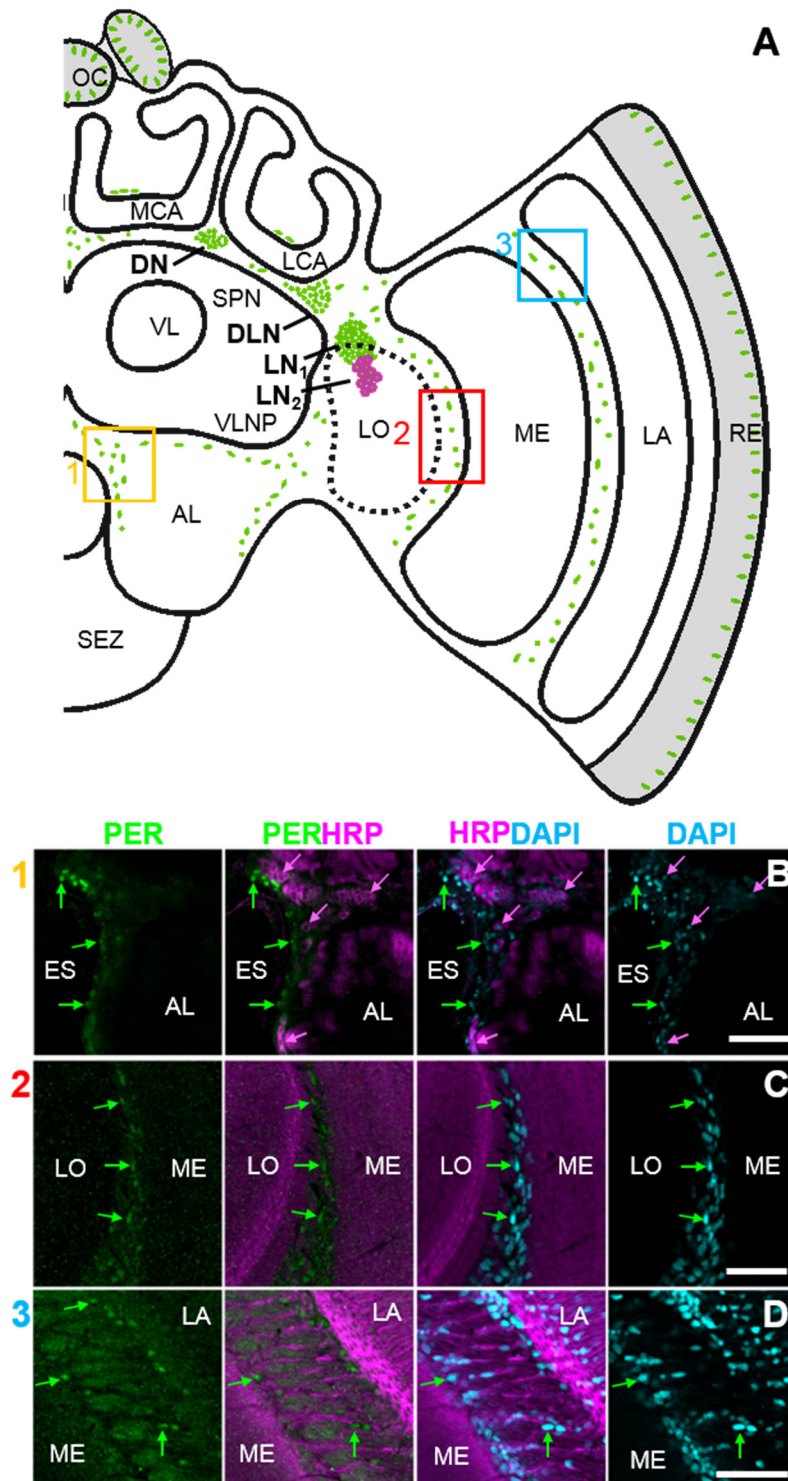 A
OC
MCA
LCA
DN
SPN
VL
DLN
LN1
LN2
VLNP
LO
2
3
ME
LA
RE
1
AL
SEZ
PER PERHRP HRPDAPI DAPI
1 B
ES ES ES ES
AL AL AL AL
2 C
LO ME LO ME LO ME LO ME
3 D
LA LA LA
ME ME ME ME